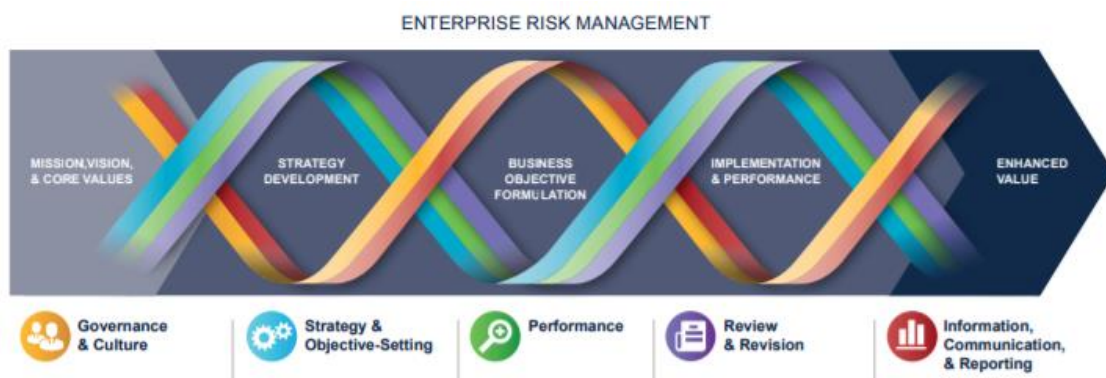 ENTERPRISE RISK MANAGEMENT
MISSION,VISION,
& CORE VALUES
STRATEGY
DEVELOPMENT
BUSINESS
OBJECTIVE
FORMULATION
IMPLEMENTATION
& PERFORMANCE
ENHANCED
VALUE
Governance
& Culture
Strategy &
Objective-Setting
Performance
Review
& Revision
Information,
Communication,
& Reporting